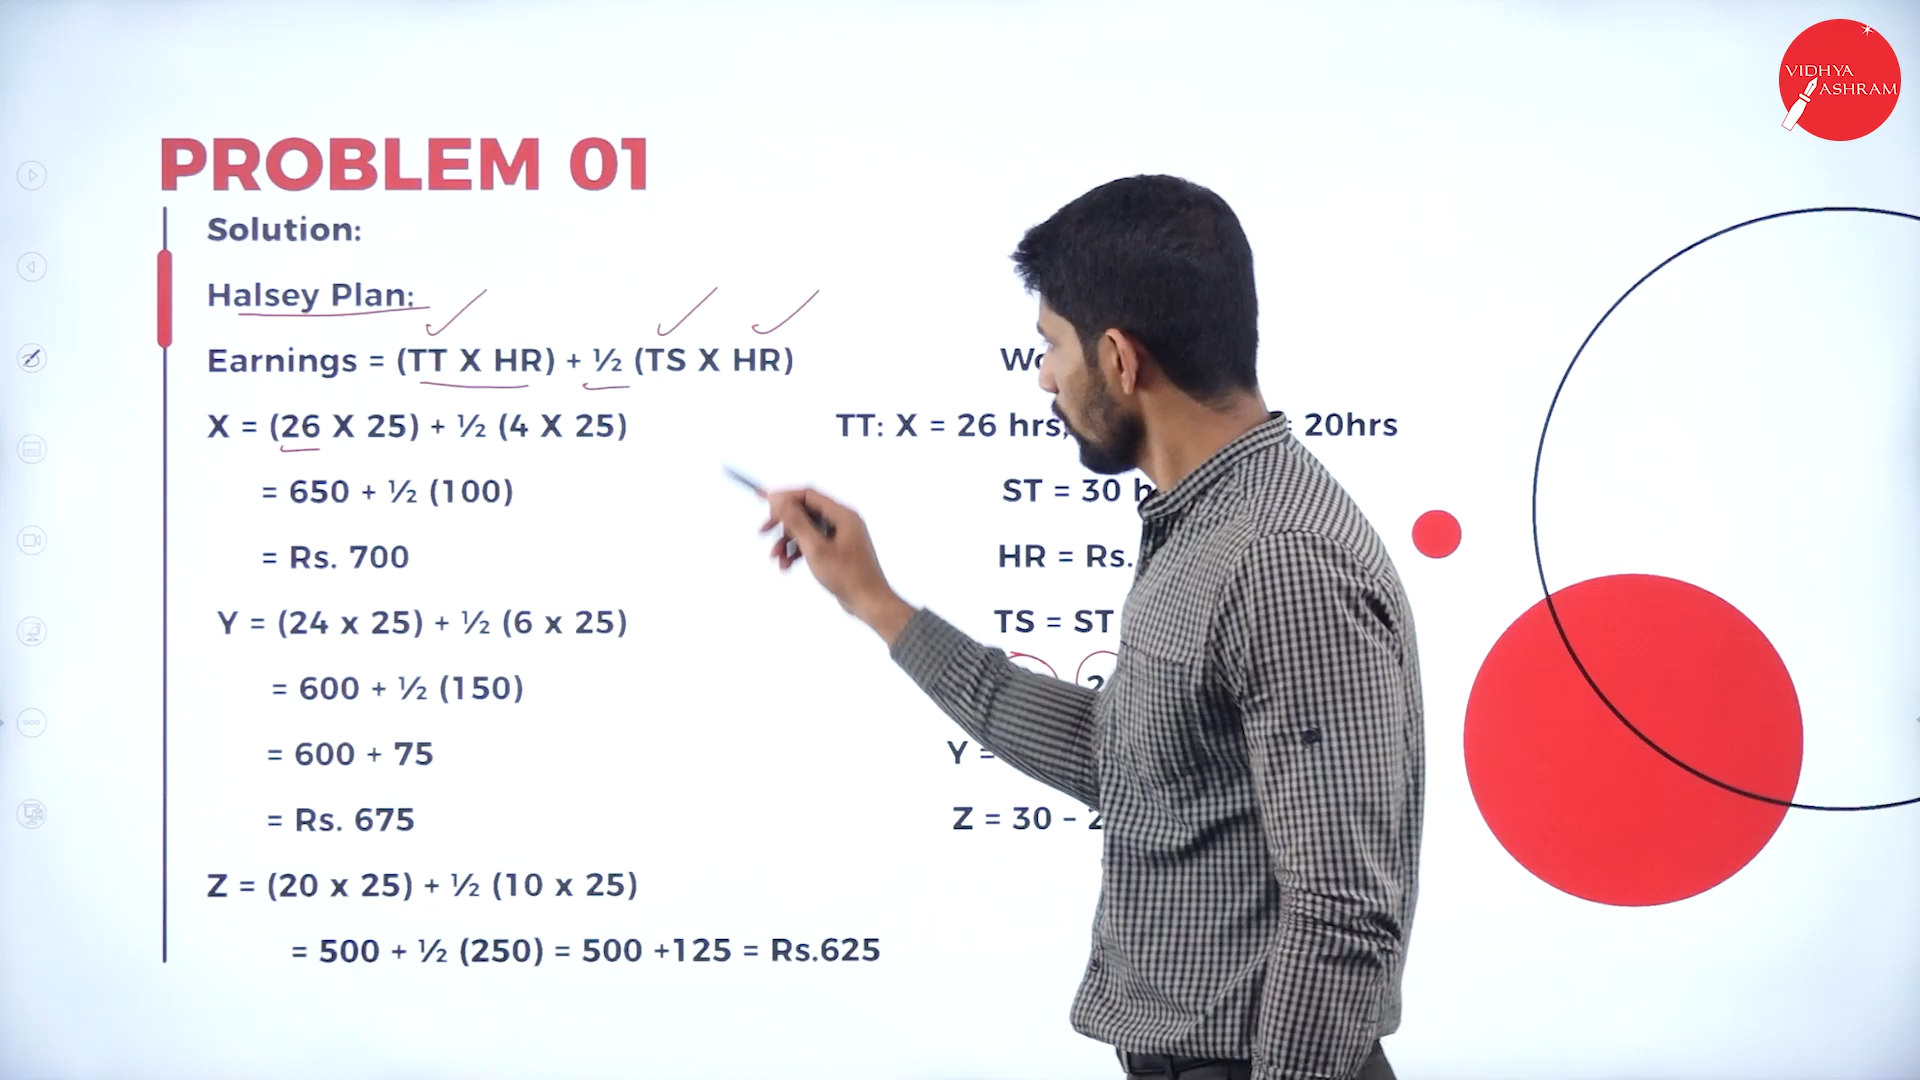 VIDHYA
ASHRAM
PROBLEM 01
Solution:
Halsey Plan:
Earnings = (TT X HR) + ½ (TS X HR)
X = (26 X 25) + ½ (4 X 25)
= 650 + ½ (100)
= Rs. 700
Y = (24 x 25) + ½ (6 x 25)
= 600 + ½ (150)
= 600 + 75
= Rs. 675
Z = (20 x 25) + ½ (10 x 25)
= 500 + ½ (250) = 500 +125 = Rs.625
TT: X = 26 hrs, = 20hrs
ST = 30
HR = Rs.
TS = ST
Y =
Z = 30 –